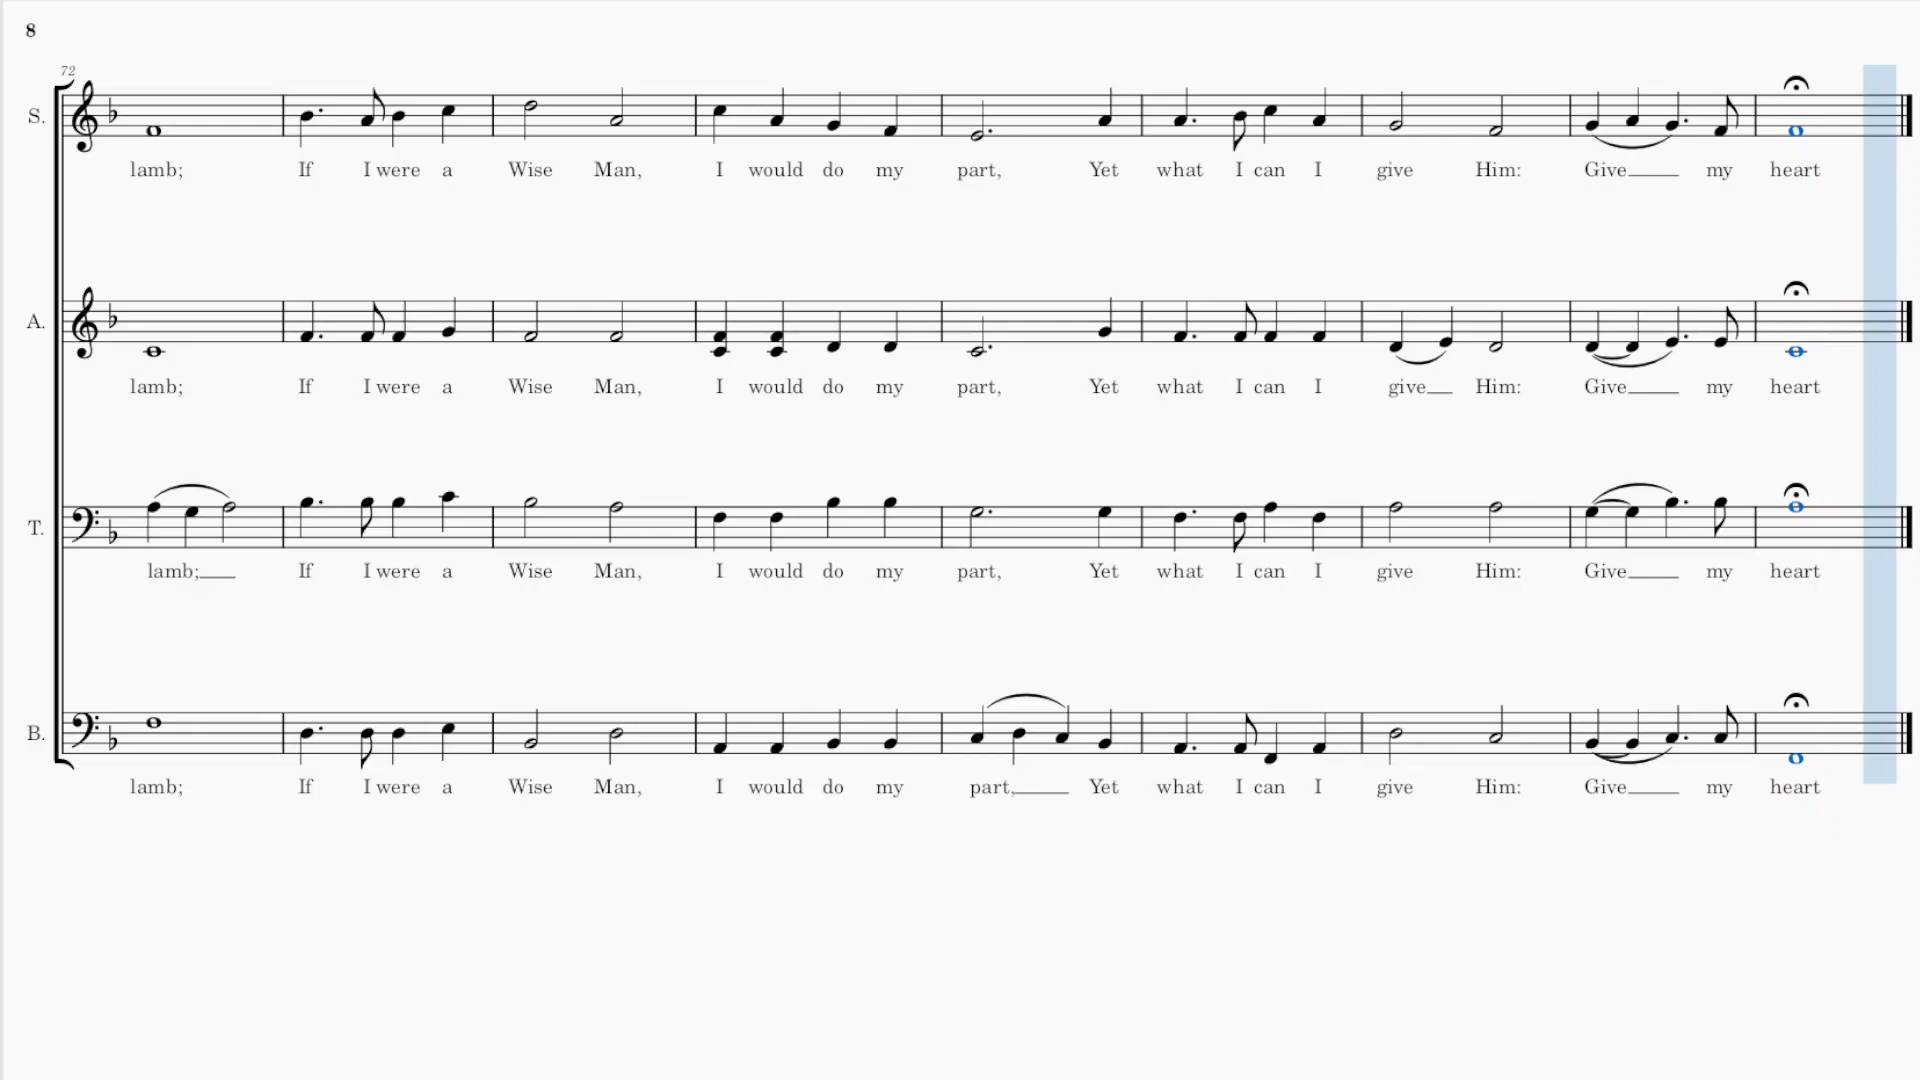 8
72
S.
lamb; If I were a Wise Man, I would do my part, Yet what I can I give Him: Give my heart
A.
lamb; If I were a Wise Man, I would do my part, Yet what I can I give Him: Give my heart
T.
lamb; If I were a Wise Man, I would do my part, Yet what I can I give Him: Give my heart
B.
lamb; If I were a Wise Man, I would do my part, Yet what I can I give Him: Give my heart